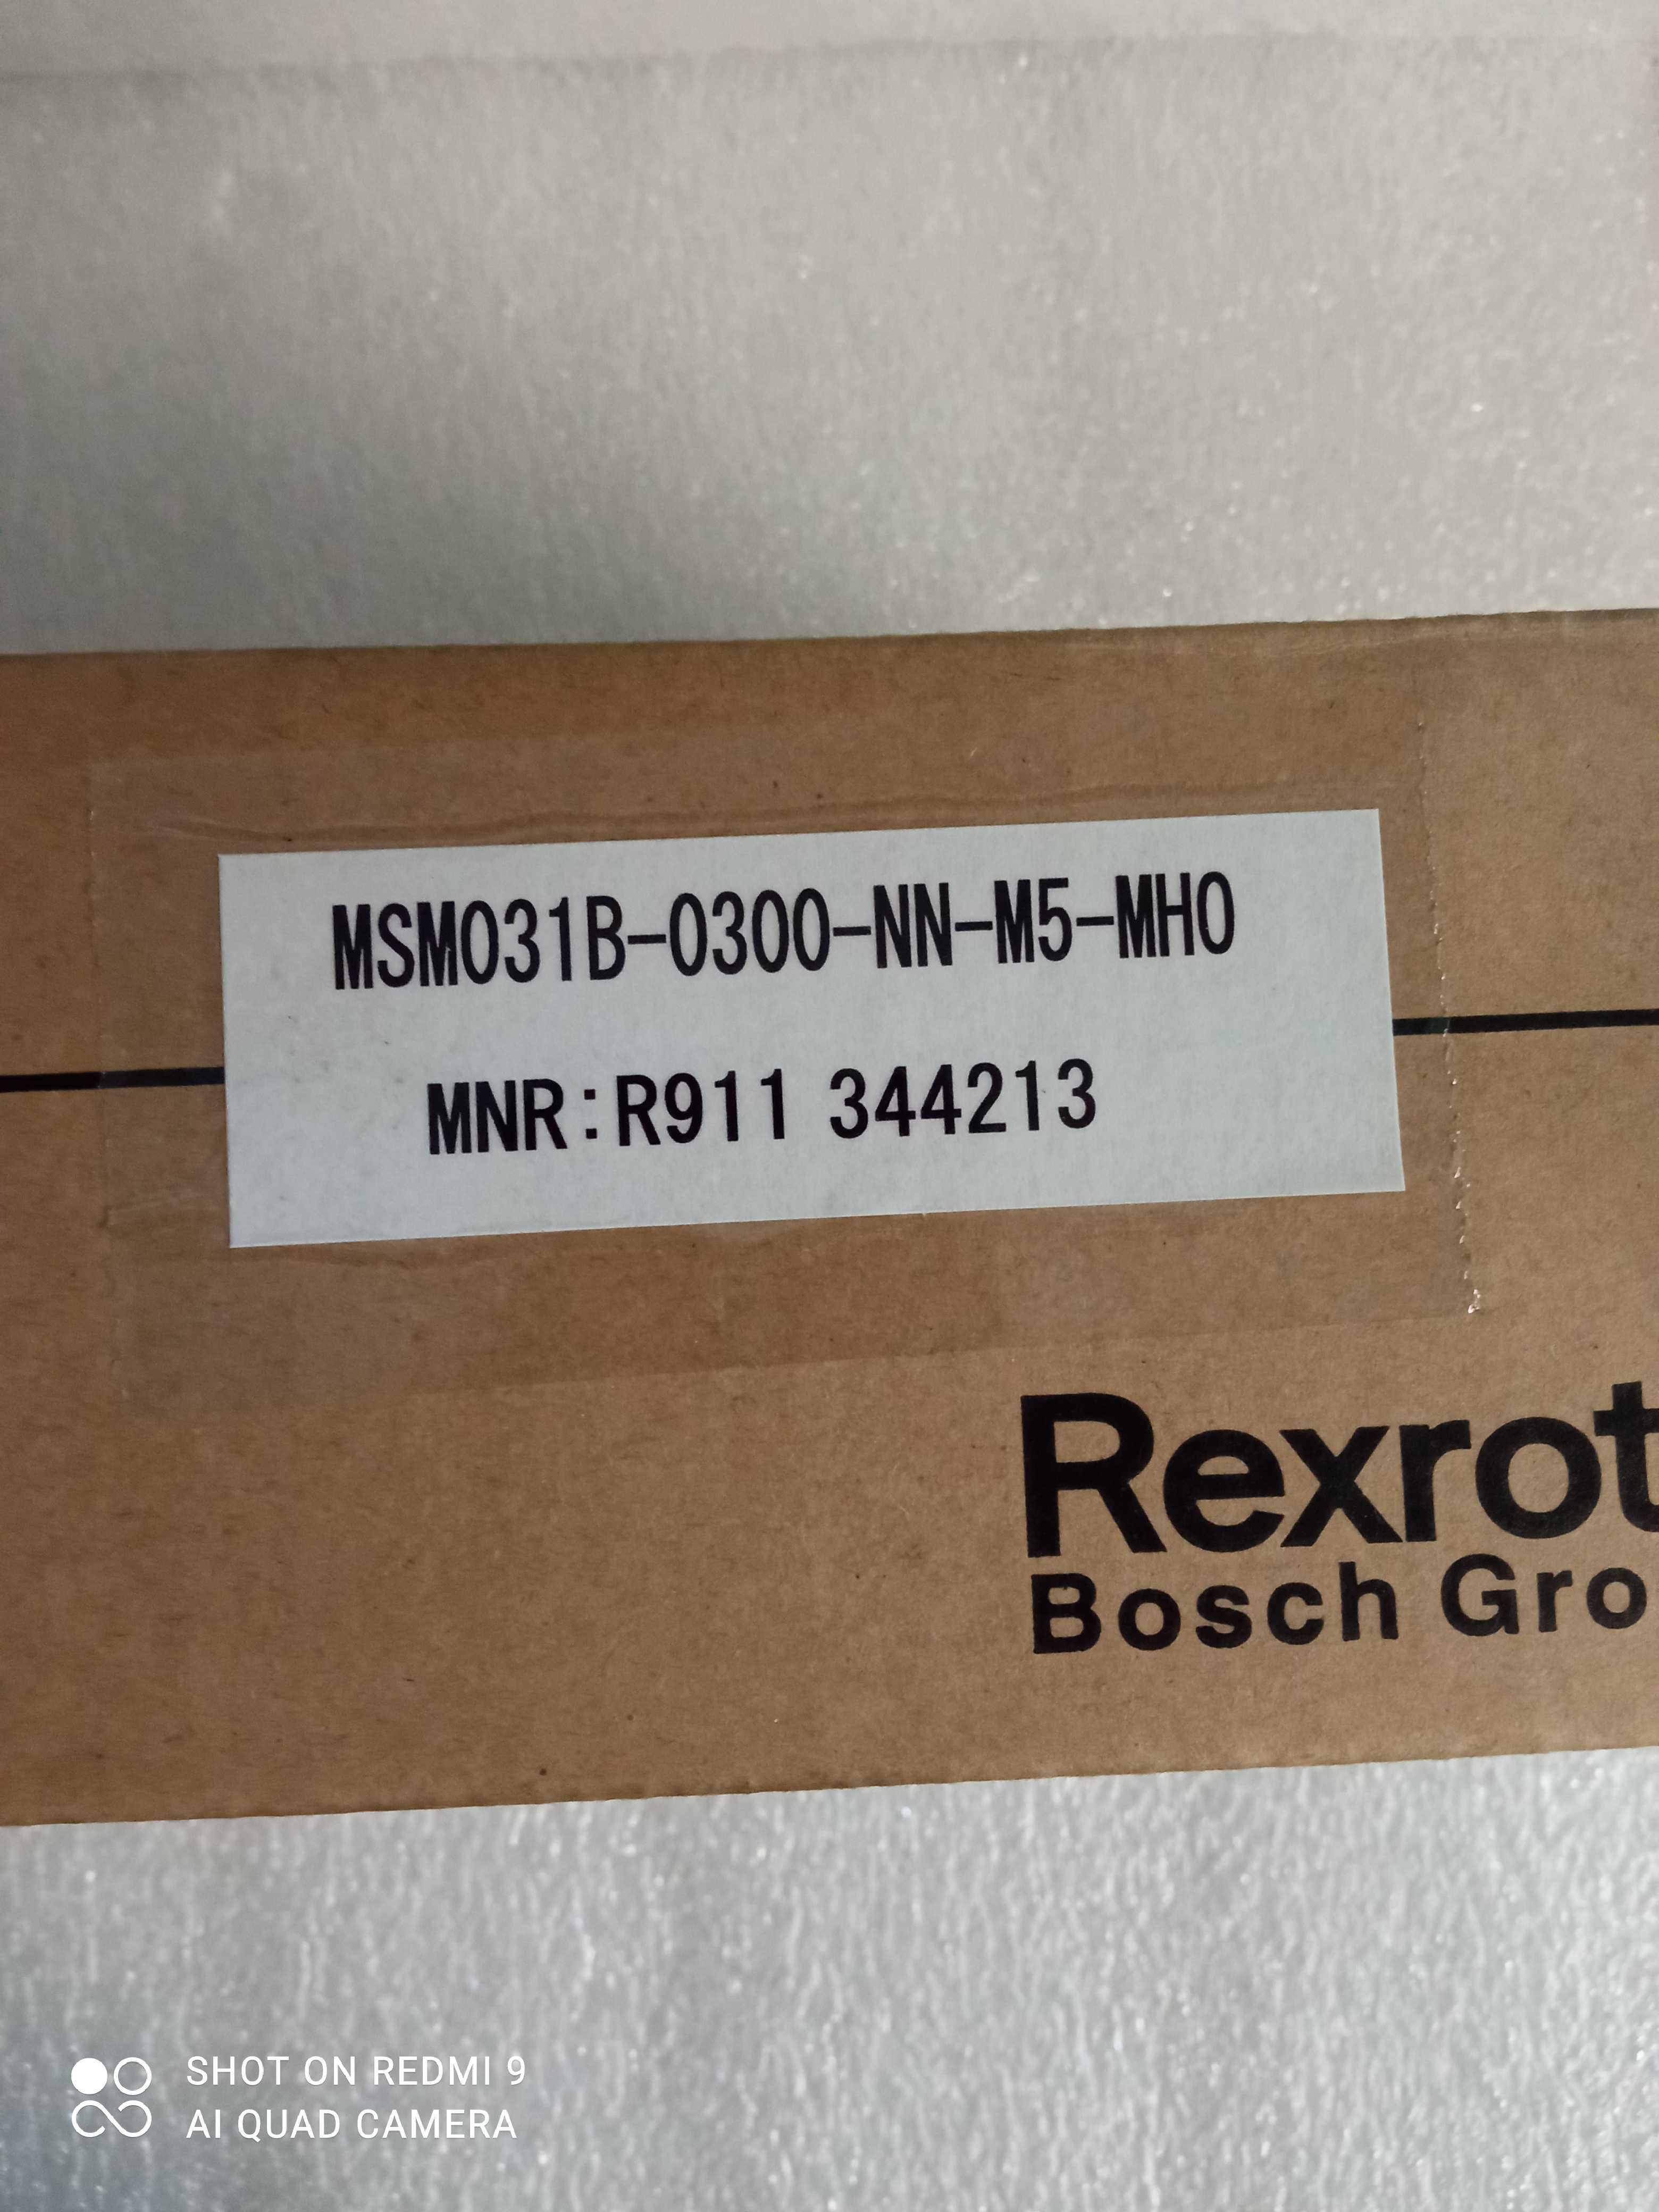 MSM031B-0300-NN-M5-MH0
MNR:R911 344213
Rexrot
Bosch Gro
SHOT ON REDMI 9
AI QUAD CAMERA